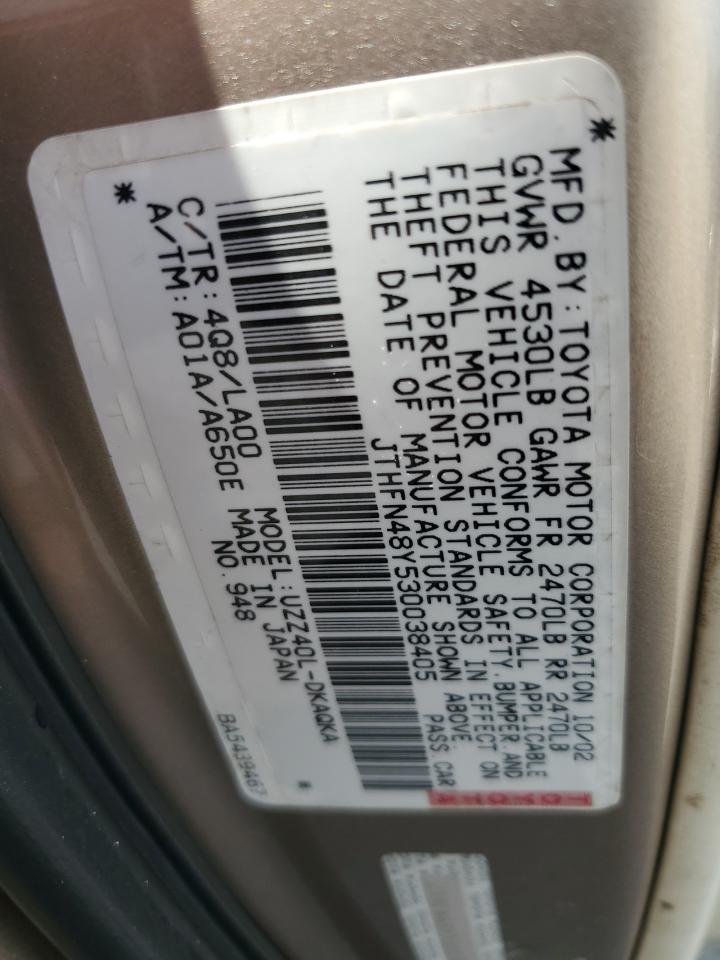 MFD.BY:TOYOTA MOTOR CORPORATION 10/02
GVWR 4530LB GAWR FR 2470LB RR 2470LB
THIS VEHICLE CONFORMS TO ALL APPLICABLE
FEDERAL MOTOR VEHICLE SAFETY,BUMPER,AND
THEFT PREVENTION STANDARDS IN EFFECT ON
THE DATE OF MANUFACTURE SHOWN ABOVE.
JTHFN48Y530038405 PASS.CAR
C/TR:4Q8/LA00 MODEL:UZZ40L-DKAQKA
A/TM:A01A/A650E MADE IN JAPAN
NO.948
BA5439467
TOYOTA